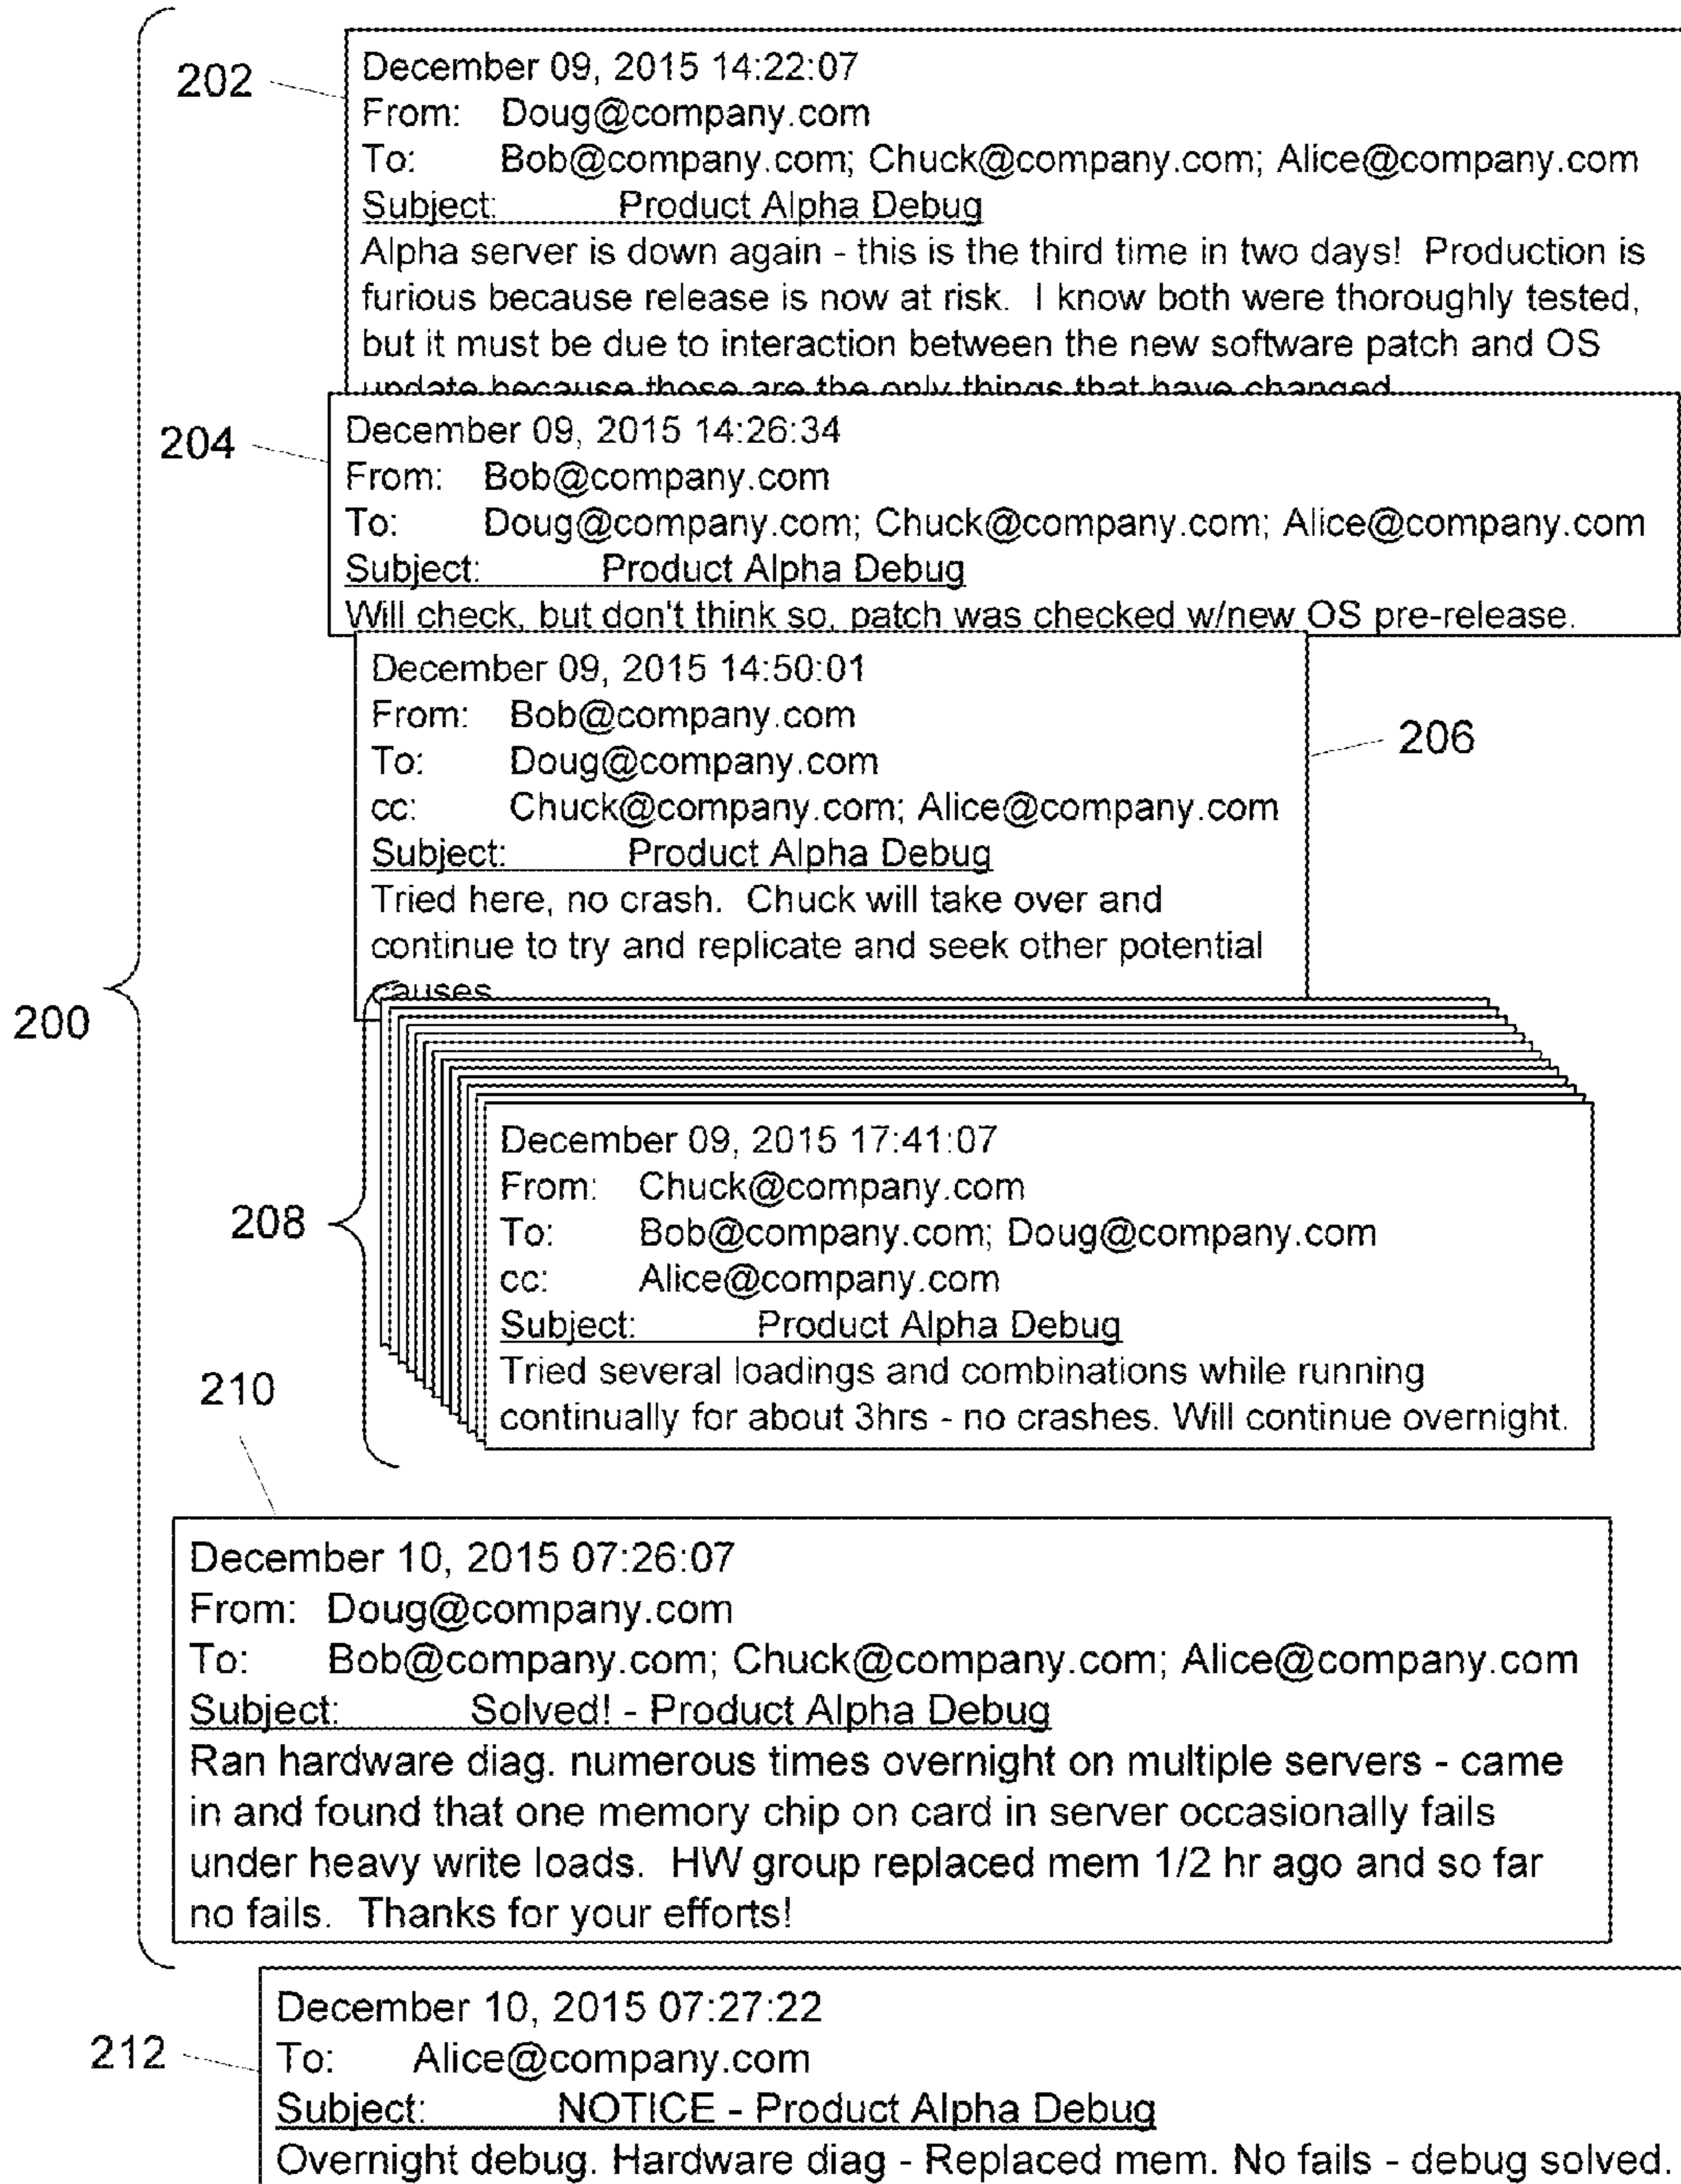 202
December 09, 2015 14:22:07
From: Doug@company.com
To: Bob@company.com; Chuck@company.com; Alice@company.com
Subject: Product Alpha Debug
Alpha server is down again - this is the third time in two days! Production is
furious because release is now at risk. I know both were thoroughly tested,
but it must be due to interaction between the new software patch and OS
update because those are the only things that have changed
204
December 09, 2015 14:26:34
From: Bob@company.com
To: Doug@company.com; Chuck@company.com; Alice@company.com
Subject: Product Alpha Debug
Will check, but don't think so, patch was checked w/new OS pre-release.
206
December 09, 2015 14:50:01
From: Bob@company.com
To: Doug@company.com
cc: Chuck@company.com; Alice@company.com
Subject: Product Alpha Debug
Tried here, no crash. Chuck will take over and
continue to try and replicate and seek other potential
causes
200
208
December 09, 2015 17:41:07
From: Chuck@company.com
To: Bob@company.com; Doug@company.com
cc: Alice@company.com
Subject: Product Alpha Debug
Tried several loadings and combinations while running
continually for about 3hrs - no crashes. Will continue overnight.
210
December 10, 2015 07:26:07
From: Doug@company.com
To: Bob@company.com; Chuck@company.com; Alice@company.com
Subject: Solved! - Product Alpha Debug
Ran hardware diag. numerous times overnight on multiple servers - came
in and found that one memory chip on card in server occasionally fails
under heavy write loads. HW group replaced mem 1/2 hr ago and so far
no fails. Thanks for your efforts!
212
December 10, 2015 07:27:22
To: Alice@company.com
Subject: NOTICE - Product Alpha Debug
Overnight debug. Hardware diag - Replaced mem. No fails - debug solved.